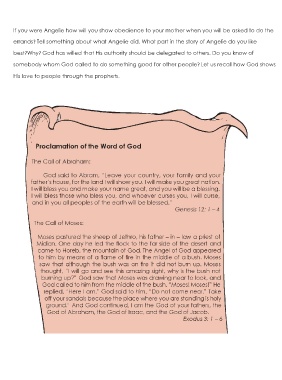 If you were Angelie how will you show obedience to your mother when you will be asked to do the
errands? Tell something about what Angelie did. What part in the story of Angelie do you like
best? Why? God has willed that His authority should be delegated to others. Do you know of
somebody whom God called to do something good for other people? Let us recall how God shows
His love to people through the prophets.
Proclamation of the Word of God
The Call of Abraham:
God said to Abram, "Leave your country, your family and your
father's house, for the land I will show you. I will make you great nation,
I will bless you and make your name great, and you will be a blessing.
I will bless those who bless you, and whoever curses you, I will curse,
and in you all peoples of the earth will be blessed."
Genesis 12: 1 – 4
The Call of Moses:
Moses pastured the sheep of Jethro, his father – in – law a priest of
Midian. One day he led the flock to the far side of the desert and
came to Horeb, the mountain of God. The Angel of God appeared
to him by means of a flame of fire in the middle of a bush. Moses
saw that although the bush was on fire it did not burn up. Moses
thought, "I will go and see this amazing sight, why is the bush not
burning up?" God saw that Moses was drawing near to look, and
God called to him from the middle of the bush. "Moses! Moses!" He
replied, "Here I am." God said to him, "Do not come near." Take
off your sandals because the place where you are standing is holy
ground." And God continued, I am the God of your fathers, the
God of Abraham, the God of Isaac, and the God of Jacob.
Exodus 3: 1 – 6